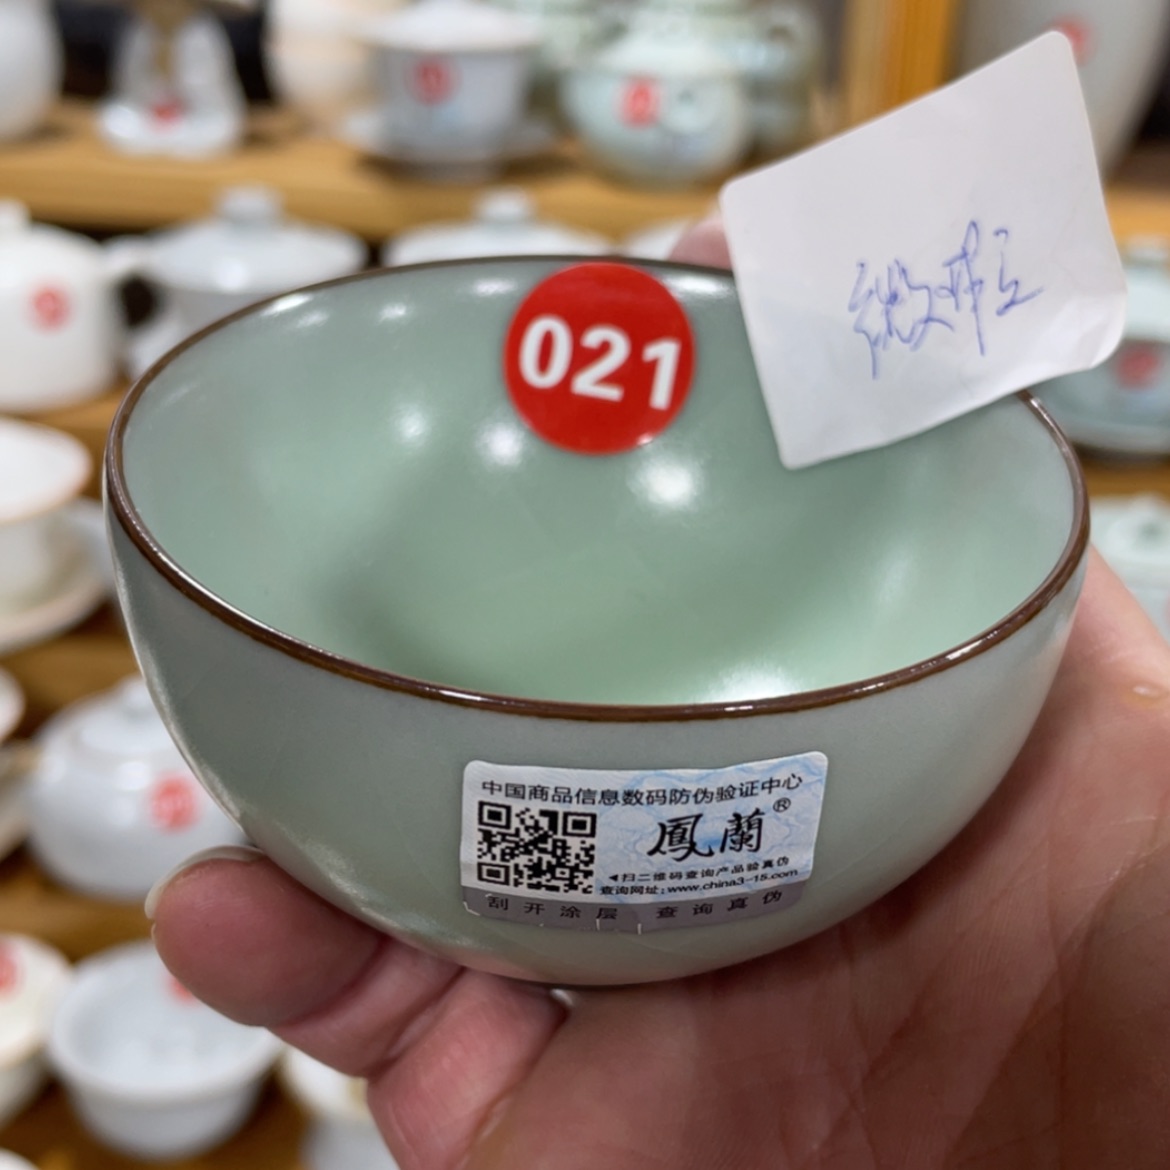 021
微瑕
中国商品信息数码防伪验证中心
鳳蘭®
◀扫二维码查询产品验真伪
查询网址:www.china3-15.com
刮开涂层 查询真伪